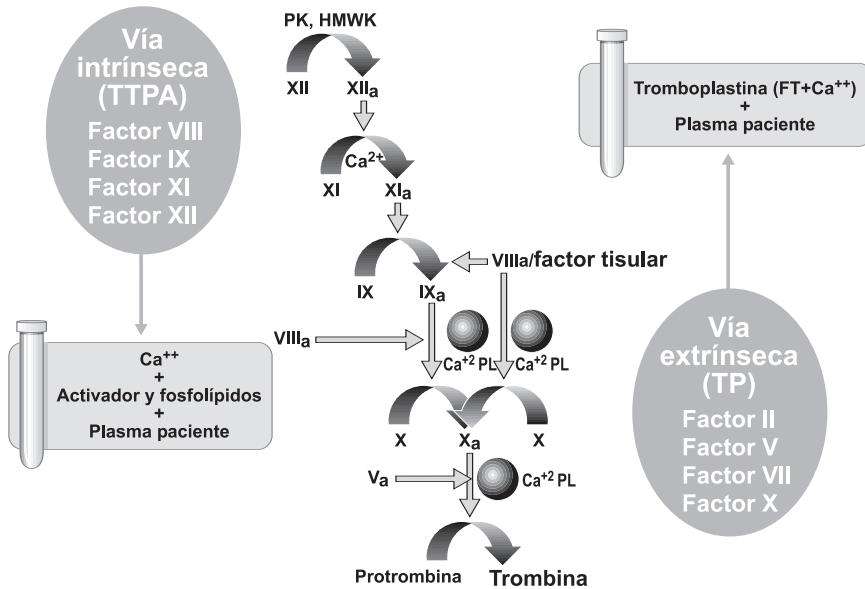 Vía
intrínseca
(TTPA)
Factor VIII
Factor IX
Factor XI
Factor XII
Ca⁺⁺
+
Activador y fosfolípidos
+
Plasma paciente
PK, HMWK
XII
XIIa
Ca²⁺
XI
XIa
IX
IXa
VIIIa/factor tisular
VIIIa
Ca⁺² PL
Ca⁺² PL
X
Xa
X
Va
Ca⁺² PL
Protrombina
Trombina
Tromboplastina (FT+Ca⁺⁺)
+
Plasma paciente
Vía
extrínseca
(TP)
Factor II
Factor V
Factor VII
Factor X